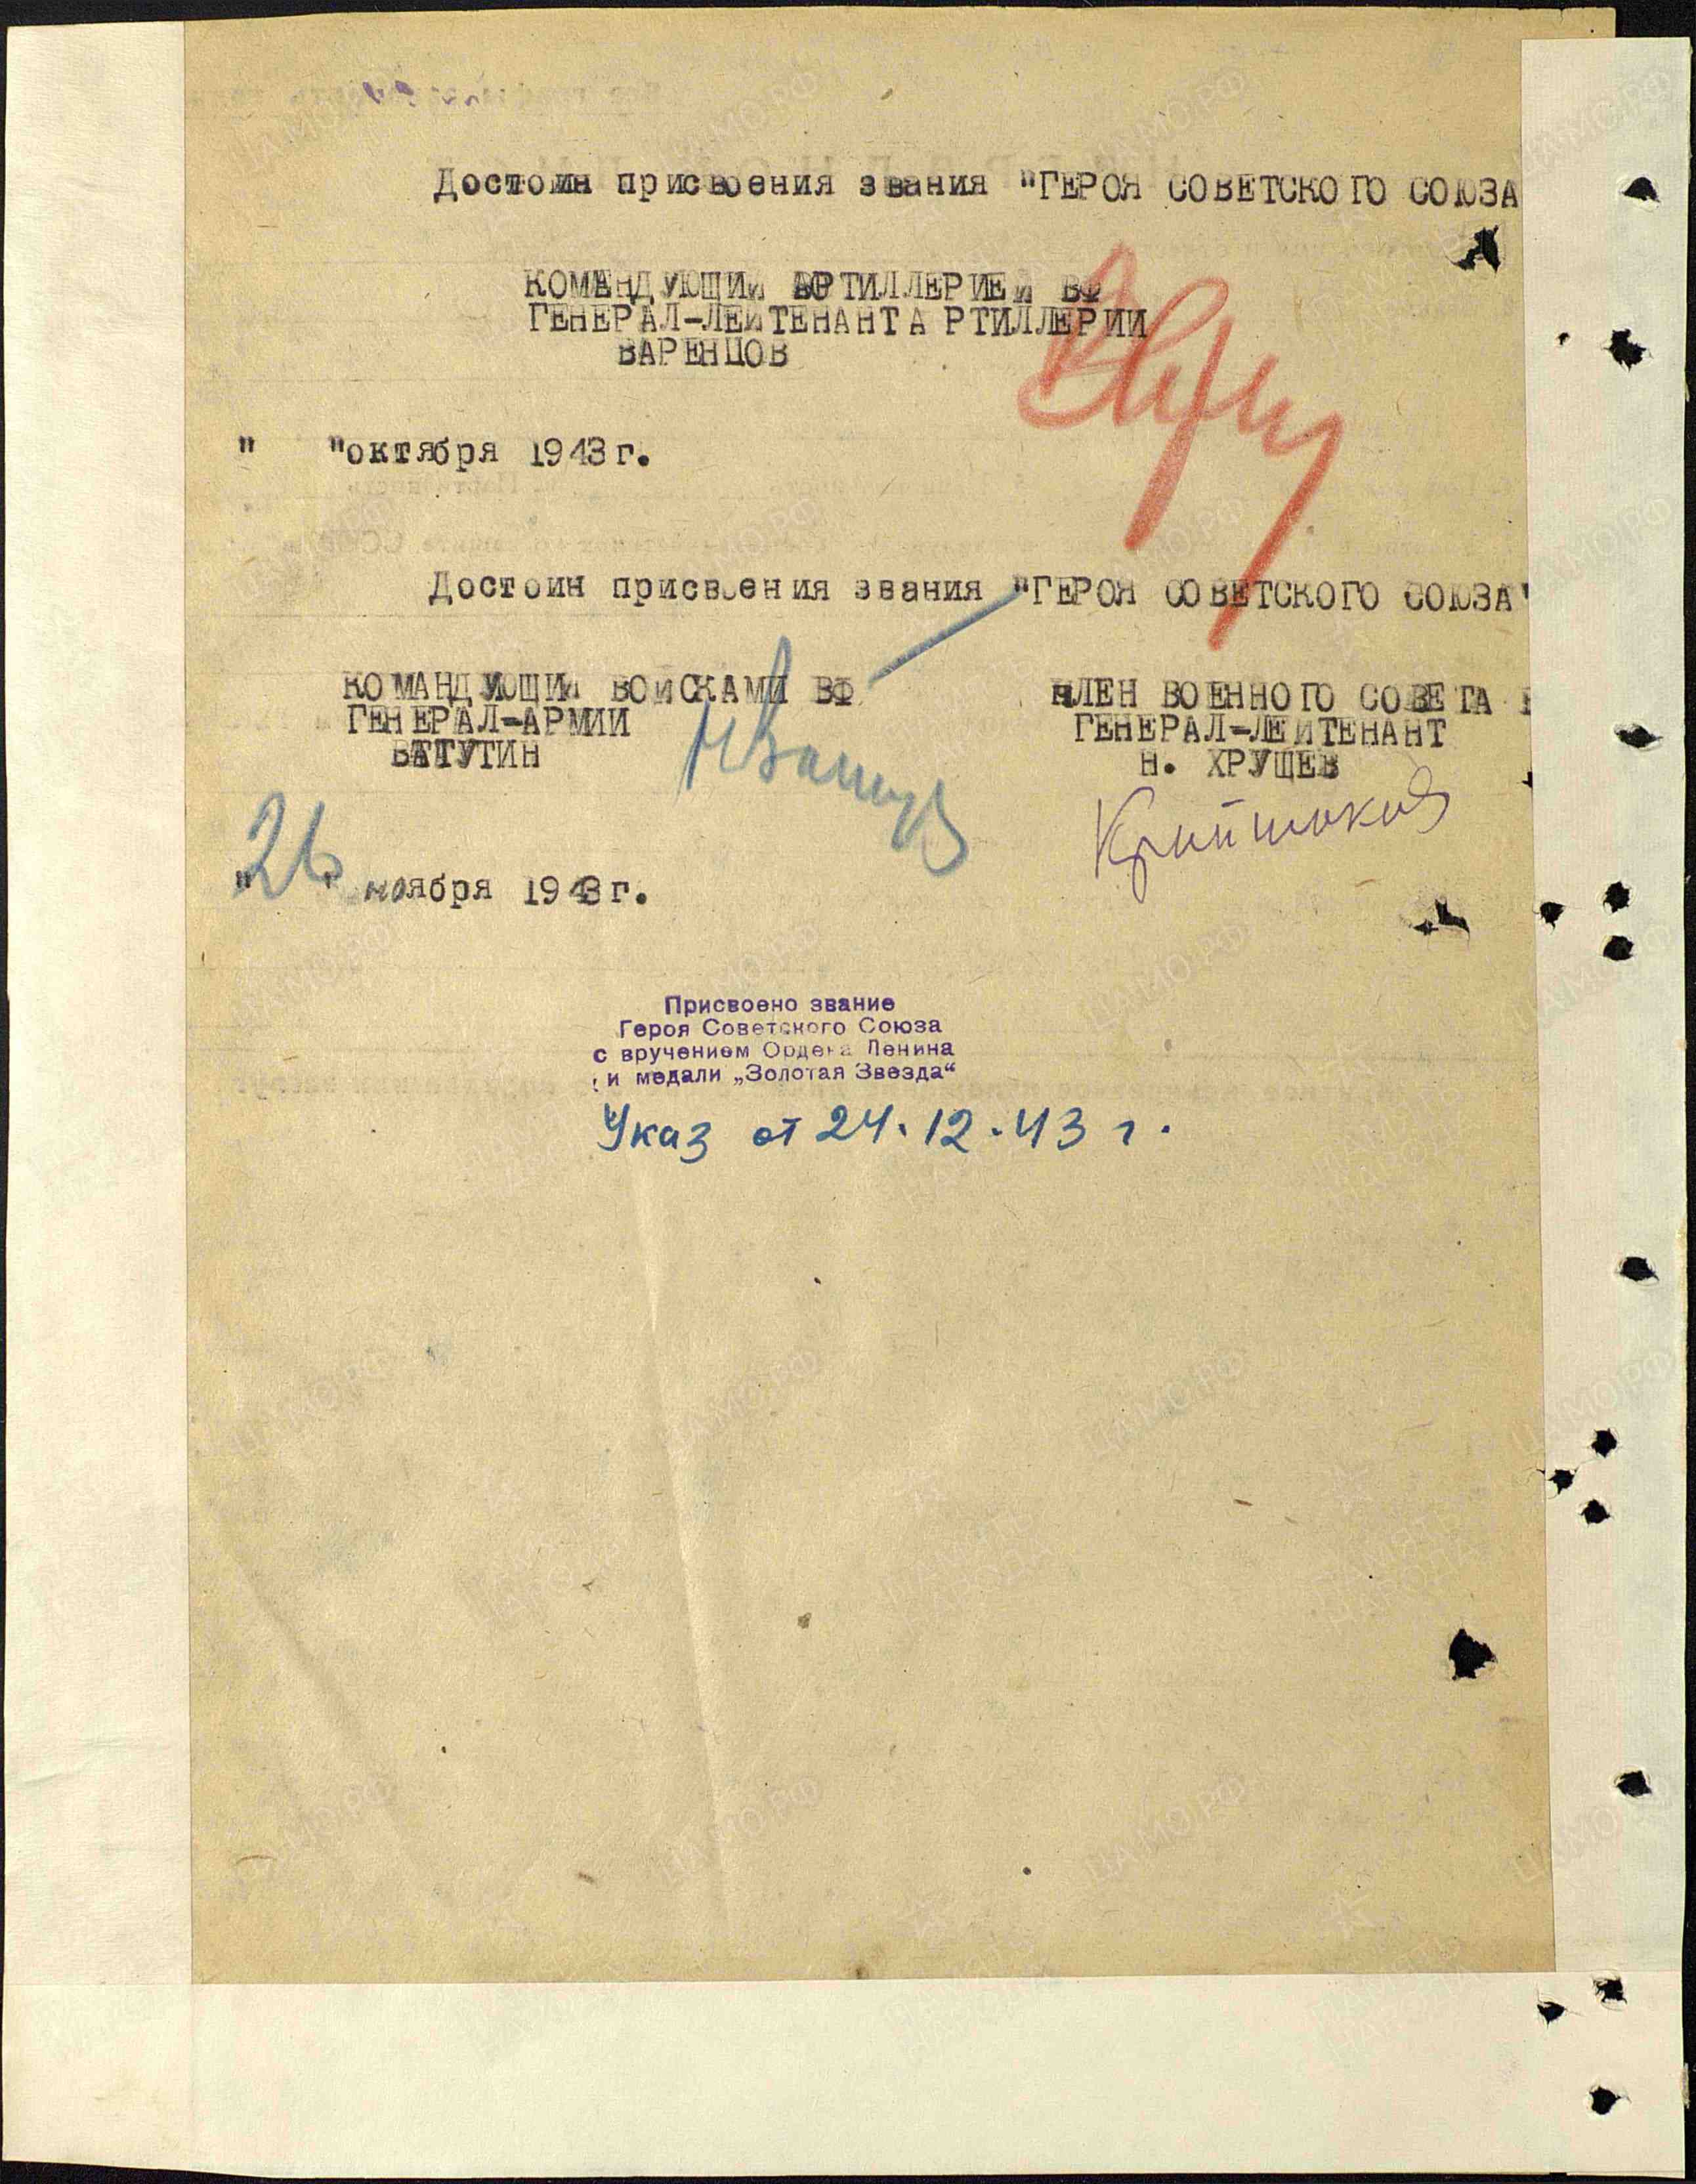 Достоин присвоения звания "ГЕРОЯ СОВЕТСКОГО СОЮЗА
КОМАНДУЮЩИЙ АРТИЛЛЕРИЕЙ ВФ
ГЕНЕРАЛ-ЛЕЙТЕНАНТ АРТИЛЛЕРИИ
ВАРЕНЦОВ
" "октября 1943 г.
Достоин присвоения звания "ГЕРОЯ СОВЕТСКОГО СОЮЗА"
КОМАНДУЮЩИЙ ВОЙСКАМИ ВФ
ГЕНЕРАЛ-АРМИИ
ВАТУТИН
ЧЛЕН ВОЕННОГО СОВЕТА
ГЕНЕРАЛ-ЛЕЙТЕНАНТ
Н. ХРУЩЕВ
"26" ноября 1943 г.
Присвоено звание
Героя Советского Союза
с вручением Ордена Ленина
и медали „Золотая Звезда“
Указ от 24.12.43 г.